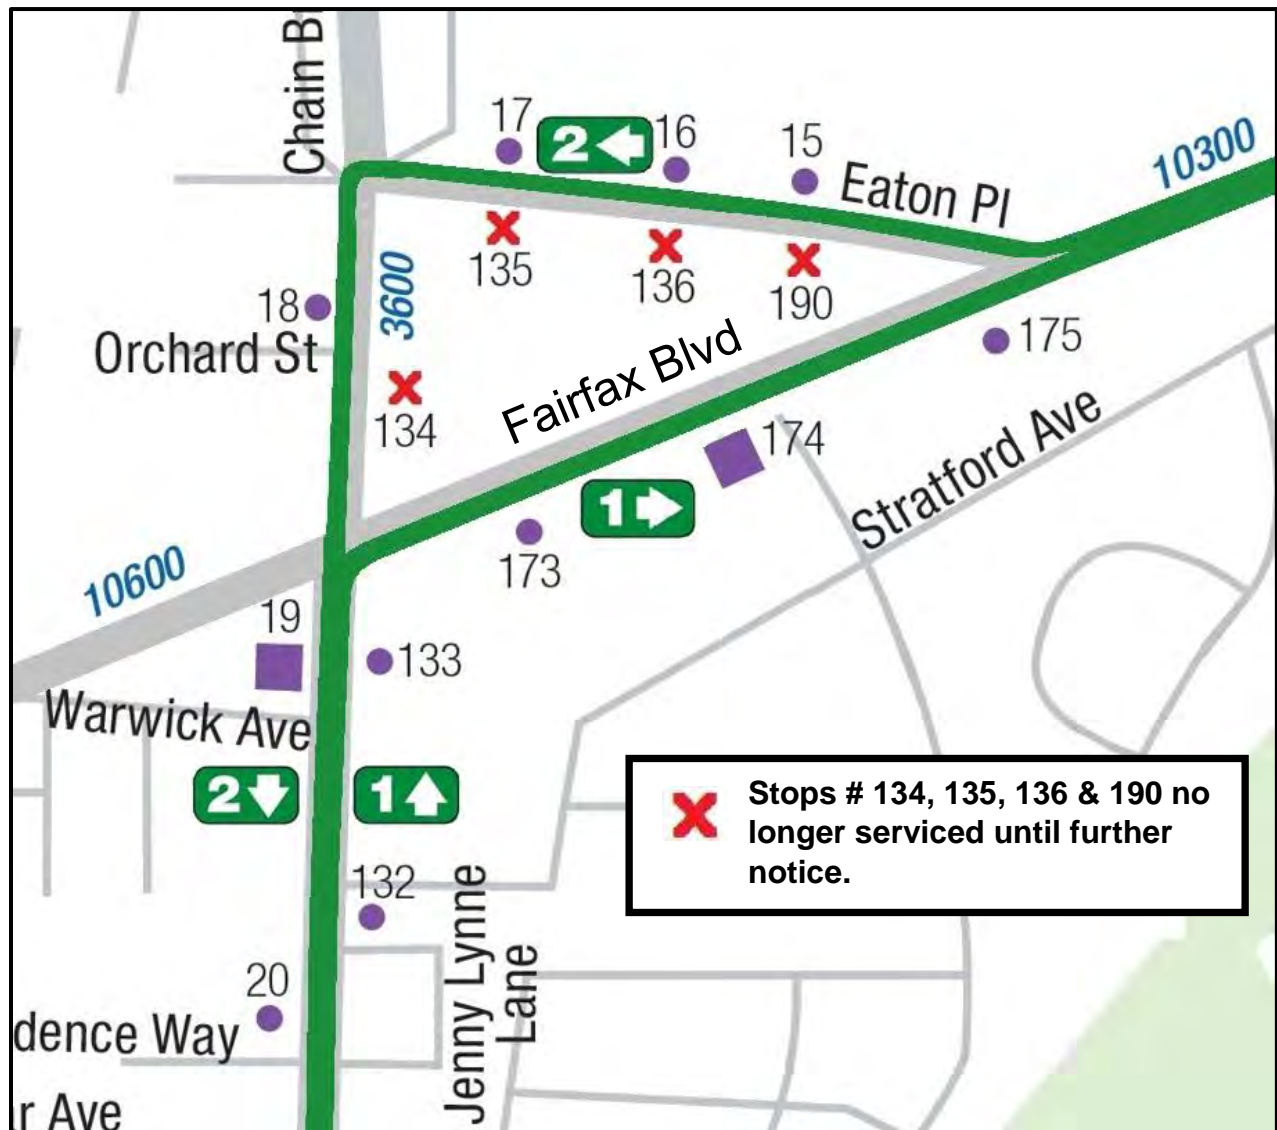 Chain B
17
2
16
15
Eaton Pl
10300
135
136
190
18
3600
Orchard St
134
Fairfax Blvd
175
174
Stratford Ave
1
173
10600
19
133
Warwick Ave
2
1
Stops # 134, 135, 136 & 190 no
longer serviced until further
notice.
132
Jenny Lynne
Lane
20
dence Way
r Ave